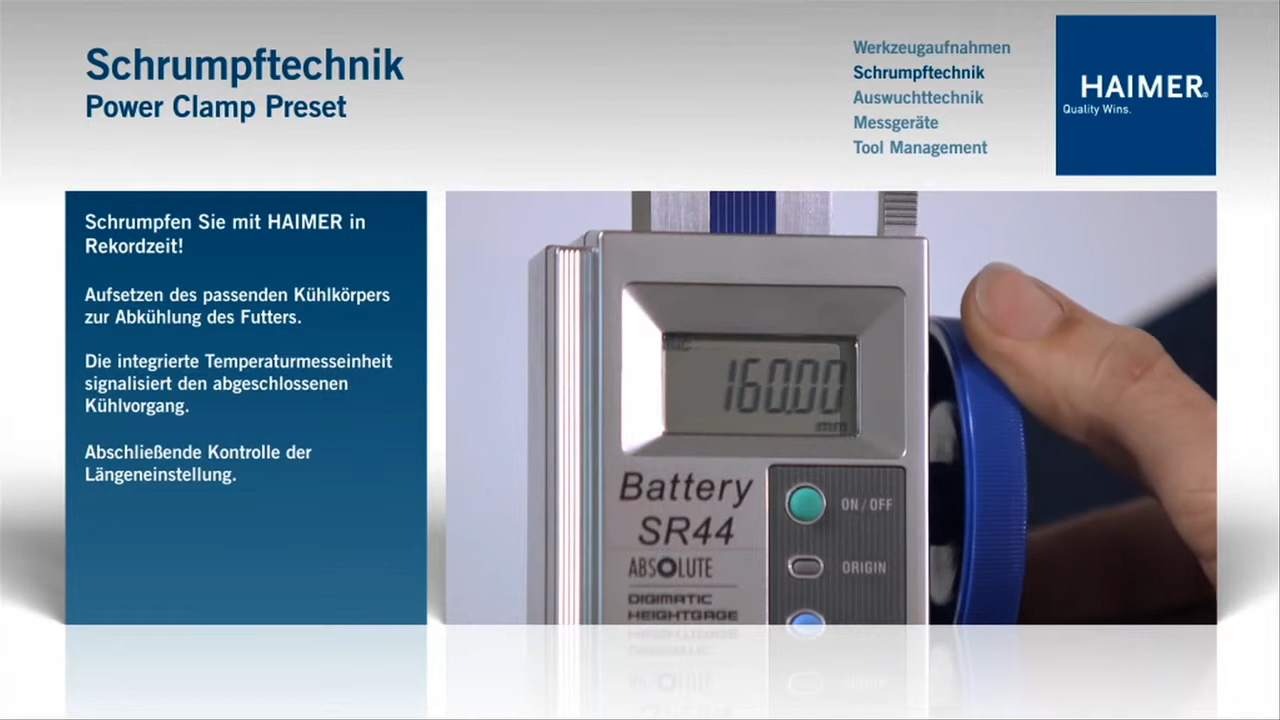 Schrumpftechnik
Power Clamp Preset
Werkzeugaufnahmen
Schrumpftechnik
Auswuchttechnik
Messgeräte
Tool Management
HAIMER®
Quality Wins.
Schrumpfen Sie mit HAIMER in
Rekordzeit!
Aufsetzen des passenden Kühlkörpers
zur Abkühlung des Futters.
Die integrierte Temperaturmesseinheit
signalisiert den abgeschlossenen
Kühlvorgang.
Abschließende Kontrolle der
Längeneinstellung.
160.00
mm
Battery
SR44
ABSOLUTE
DIGIMATIC
HEIGHTGAGE
ON / OFF
ORIGIN